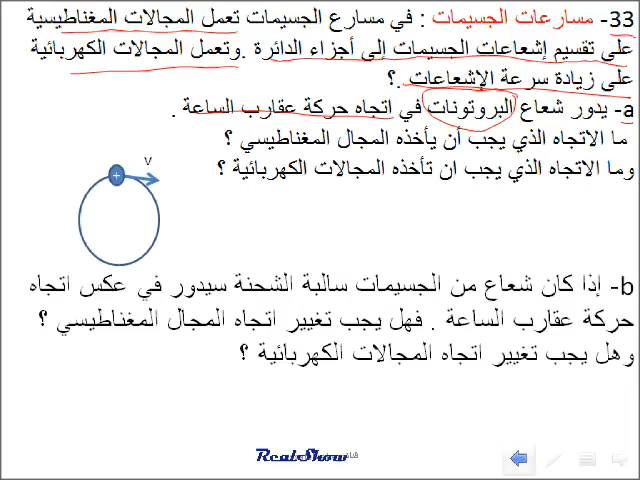 33- مسارعات الجسيمات : في مسارع الجسيمات تعمل المجالات المغناطيسية
على تقسيم إشعاعات الجسيمات إلى أجزاء الدائرة . وتعمل المجالات الكهربائية
على زيادة سرعة الإشعاعات .؟
a- يدور شعاع البروتونات في اتجاه حركة عقارب الساعة .
ما الاتجاه الذي يجب أن يأخذه المجال المغناطيسي ؟
وما الاتجاه الذي يجب ان تأخذه المجالات الكهربائية ؟
V
+
b- إذا كان شعاع من الجسيمات سالبة الشحنة سيدور في عكس اتجاه
حركة عقارب الساعة . فهل يجب تغيير اتجاه المجال المغناطيسي ؟
وهل يجب تغيير اتجاه المجالات الكهربائية ؟
RealShow